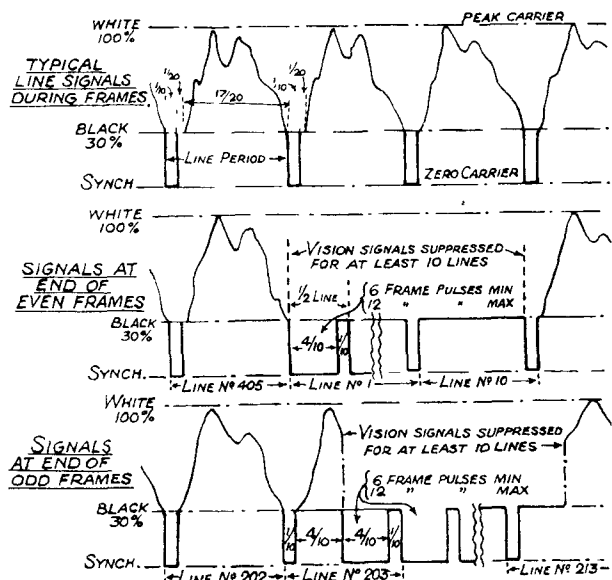 WHITE
100%
PEAK CARRIER
TYPICAL
LINE SIGNALS
DURING FRAMES
1/10
1/20
17/20
1/10
1/20
BLACK
30%
LINE PERIOD
SYNCH.
ZERO CARRIER
WHITE
100%
VISION SIGNALS SUPPRESSED
FOR AT LEAST 10 LINES
SIGNALS AT
END OF
EVEN FRAMES
1/2 LINE
6 FRAME PULSES MIN
12 " " MAX
BLACK
30%
4/10
1/10
SYNCH.
LINE Nº 405
LINE Nº 1
LINE Nº 10
WHITE
100%
SIGNALS
AT END OF
ODD FRAMES
VISION SIGNALS SUPPRESSED
FOR AT LEAST 10 LINES
6 FRAME PULSES MIN
12 " " MAX
BLACK
30%
1/10
4/10
4/10
1/10
SYNCH.
LINE Nº 202
LINE Nº 203
LINE Nº 213